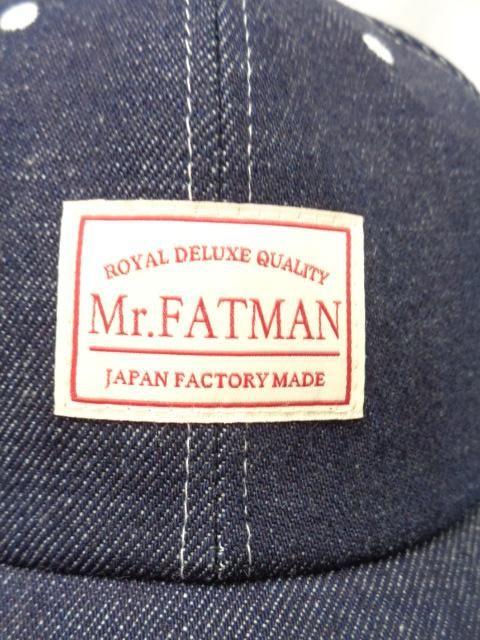 ROYAL DELUXE QUALITY
Mr.FATMAN
JAPAN FACTORY MADE